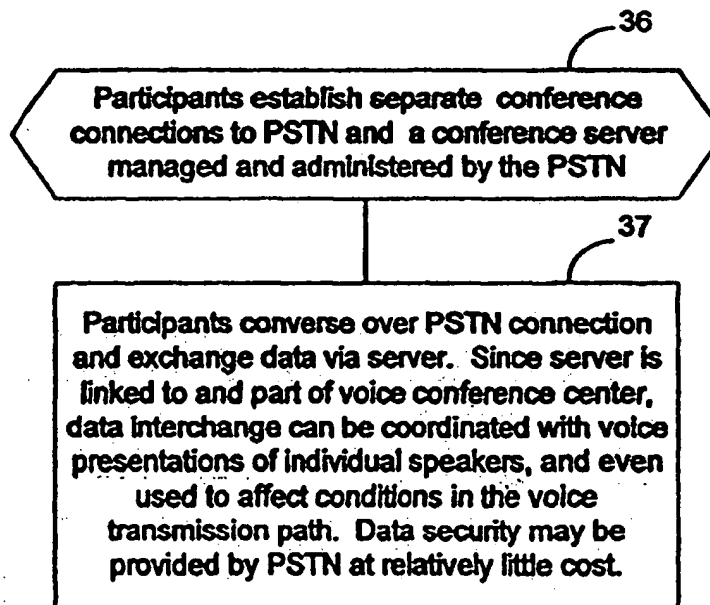 36
Participants establish separate conference
connections to PSTN and a conference server
managed and administered by the PSTN
37
Participants converse over PSTN connection
and exchange data via server. Since server is
linked to and part of voice conference center,
data interchange can be coordinated with voice
presentations of individual speakers, and even
used to affect conditions in the voice
transmission path. Data security may be
provided by PSTN at relatively little cost.